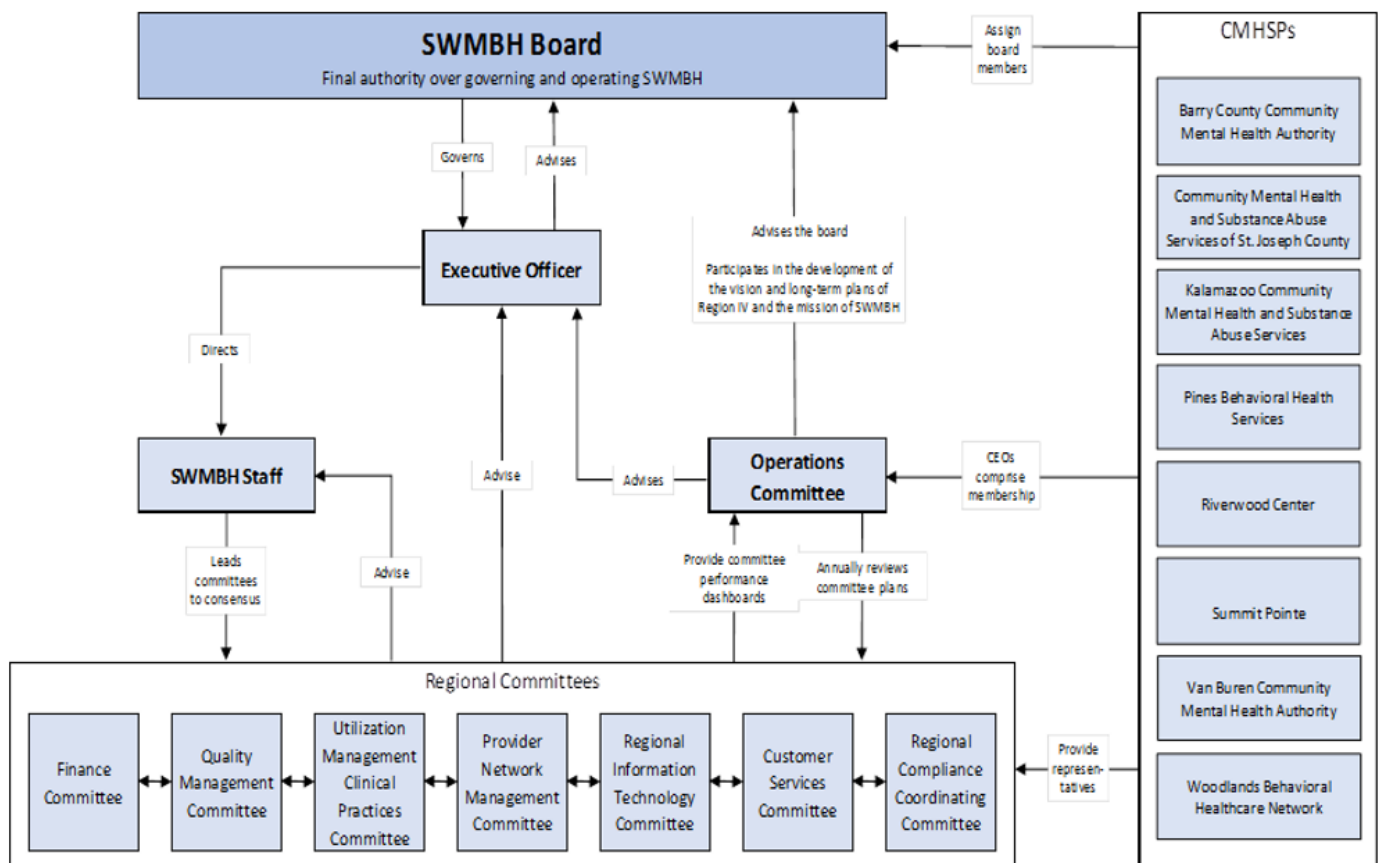 SWMBH Board
Final authority over governing and operating SWMBH
Assign
board
members
CMHSPs
Barry County Community
Mental Health Authority
Community Mental Health
and Substance Abuse
Services of St. Joseph County
Kalamazoo Community
Mental Health and Substance
Abuse Services
Pines Behavioral Health
Services
Riverwood Center
Summit Pointe
Van Buren Community
Mental Health Authority
Woodlands Behavioral
Healthcare Network
Governs
Advises
Executive Officer
Advises the board
Participates in the development of
the vision and long-term plans of
Region IV and the mission of SWMBH
Directs
SWMBH Staff
Advise
Advises
Operations
Committee
CEOs
comprise
membership
Leads
committees
to consensus
Advise
Provide committee
performance
dashboards
Annually reviews
committee plans
Regional Committees
Finance
Committee
Quality
Management
Committee
Utilization
Management
Clinical
Practices
Committee
Provider
Network
Management
Committee
Regional
Information
Technology
Committee
Customer
Services
Committee
Regional
Compliance
Coordinating
Committee
Provide
represen-
tatives